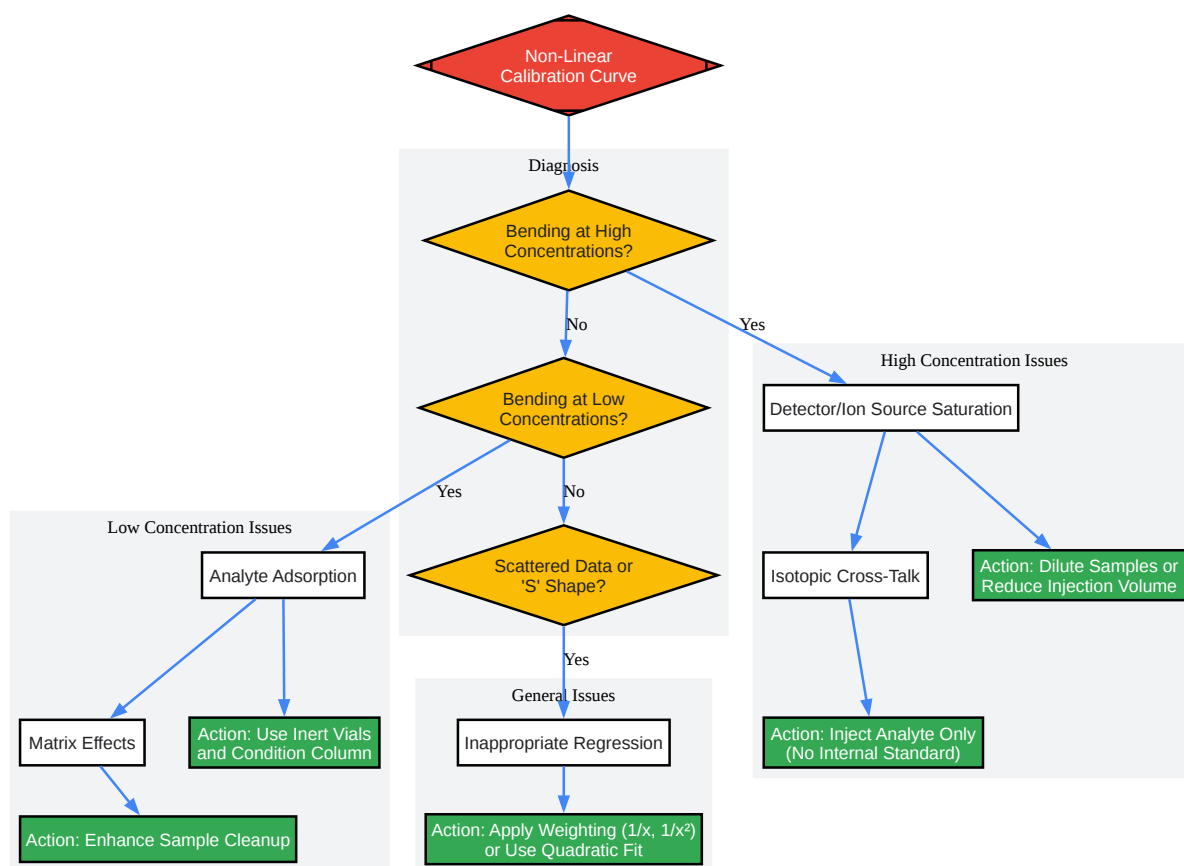 Non-Linear
Calibration Curve
Diagnosis
Bending at High
Concentrations?
No
Yes
High Concentration Issues
Bending at Low
Concentrations?
Detector/Ion Source Saturation
Yes
No
Low Concentration Issues
Analyte Adsorption
Scattered Data or
'S' Shape?
Isotopic Cross-Talk
Action: Dilute Samples or
Reduce Injection Volume
Yes
General Issues
Matrix Effects
Action: Use Inert Vials
and Condition Column
Inappropriate Regression
Action: Inject Analyte Only
(No Internal Standard)
Action: Enhance Sample Cleanup
Action: Apply Weighting (1/x, 1/x²)
or Use Quadratic Fit